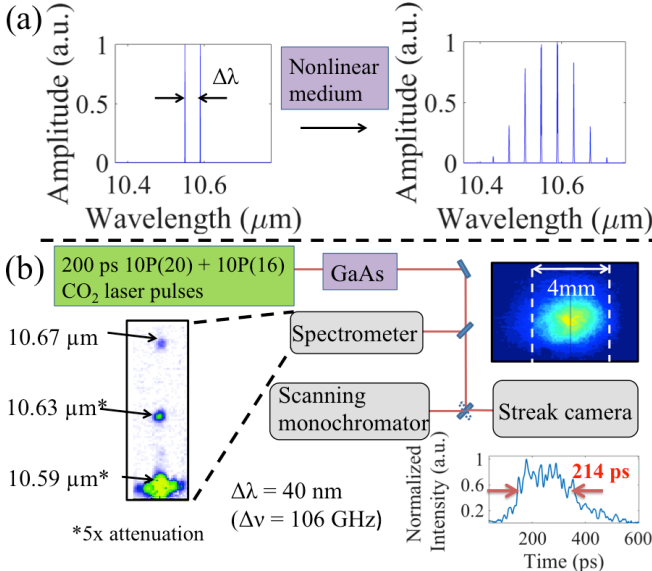 (a)
Amplitude (a.u.)
1
0.5
0
10.4
10.6
Wavelength (μm)
Δλ
Nonlinear
medium
Amplitude (a.u.)
1
0.5
0
10.4
10.6
Wavelength (μm)
(b)
200 ps 10P(20) + 10P(16)
CO2 laser pulses
GaAs
4mm
Spectrometer
Scanning
monochromator
Streak camera
10.67 μm
10.63 μm*
10.59 μm*
*5x attenuation
Δλ = 40 nm
(Δν = 106 GHz)
Normalized
Intensity (a.u.)
1
0.6
0.2
214 ps
200
400
600
Time (ps)